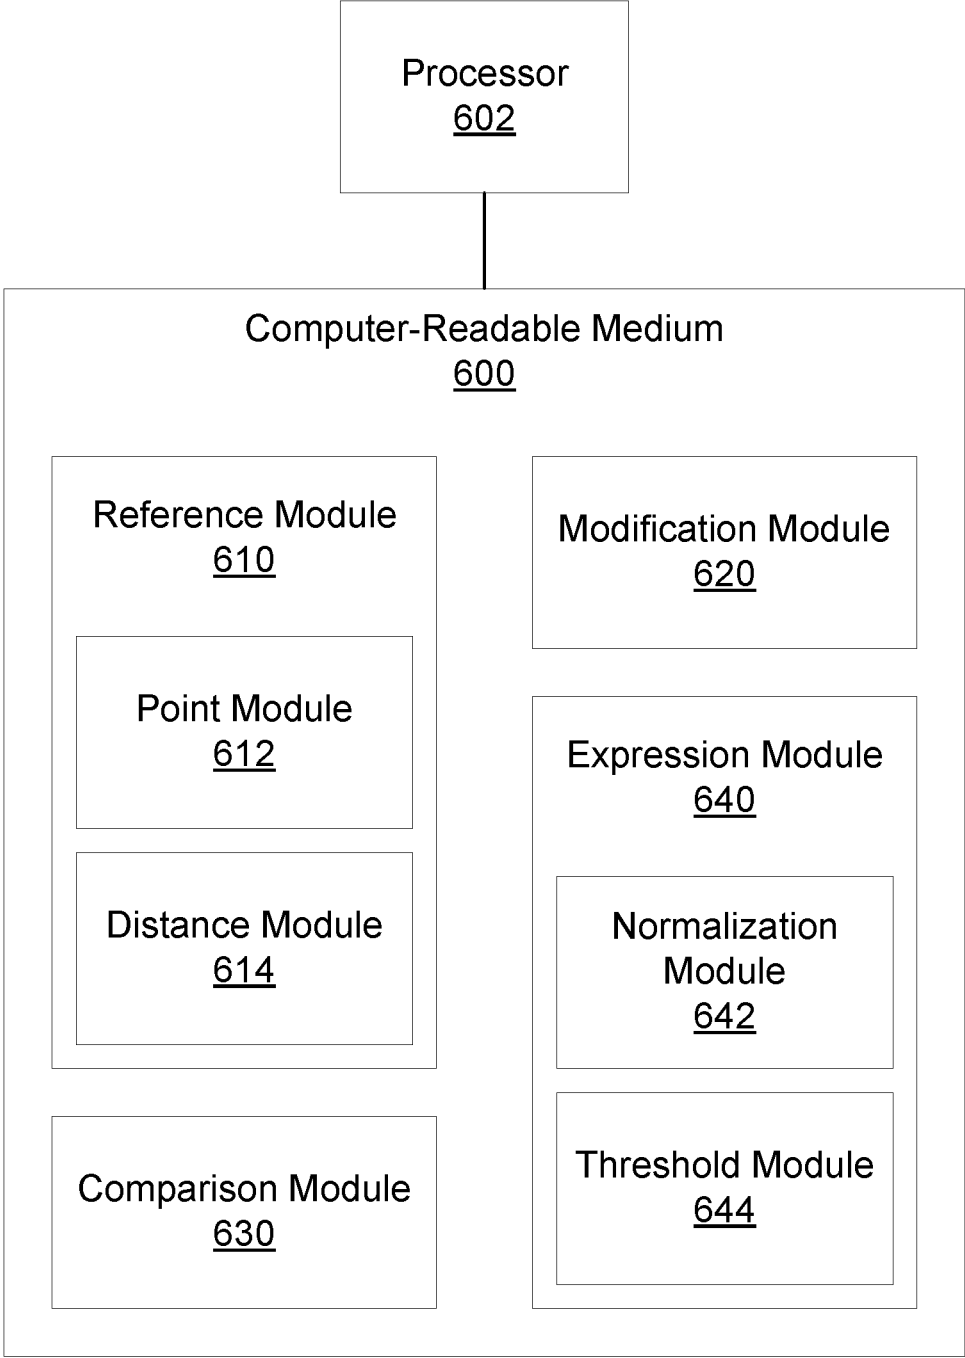 Processor
602
Computer-Readable Medium
600
Reference Module
610
Point Module
612
Distance Module
614
Comparison Module
630
Modification Module
620
Expression Module
640
Normalization
Module
642
Threshold Module
644